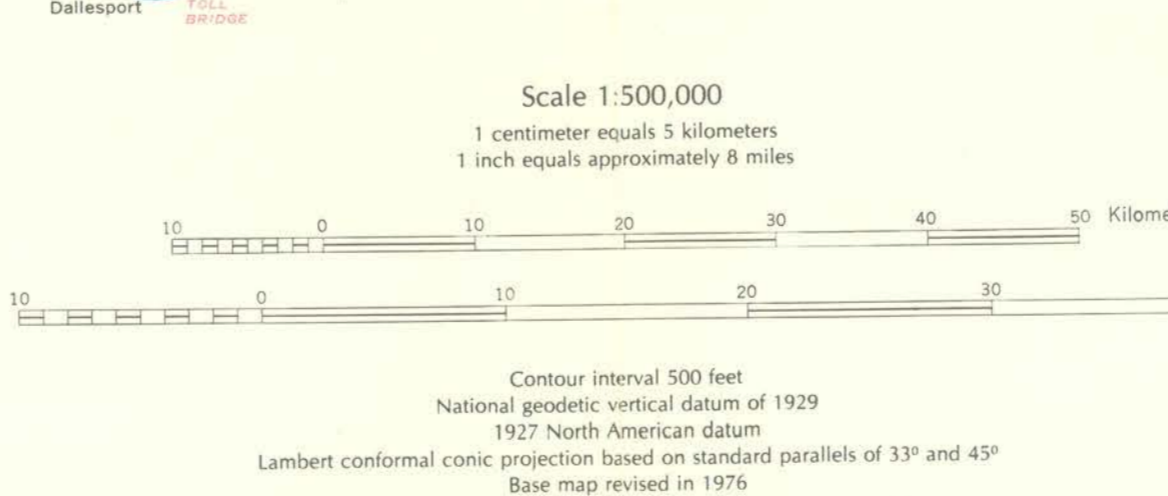 Dallesport
TOLL
BRIDGE
Scale 1:500,000
1 centimeter equals 5 kilometers
1 inch equals approximately 8 miles
10 0 10 20 30 40 50 Kilome
10 0 10 20 30
Contour interval 500 feet
National geodetic vertical datum of 1929
1927 North American datum
Lambert conformal conic projection based on standard parallels of 33º and 45º
Base map revised in 1976